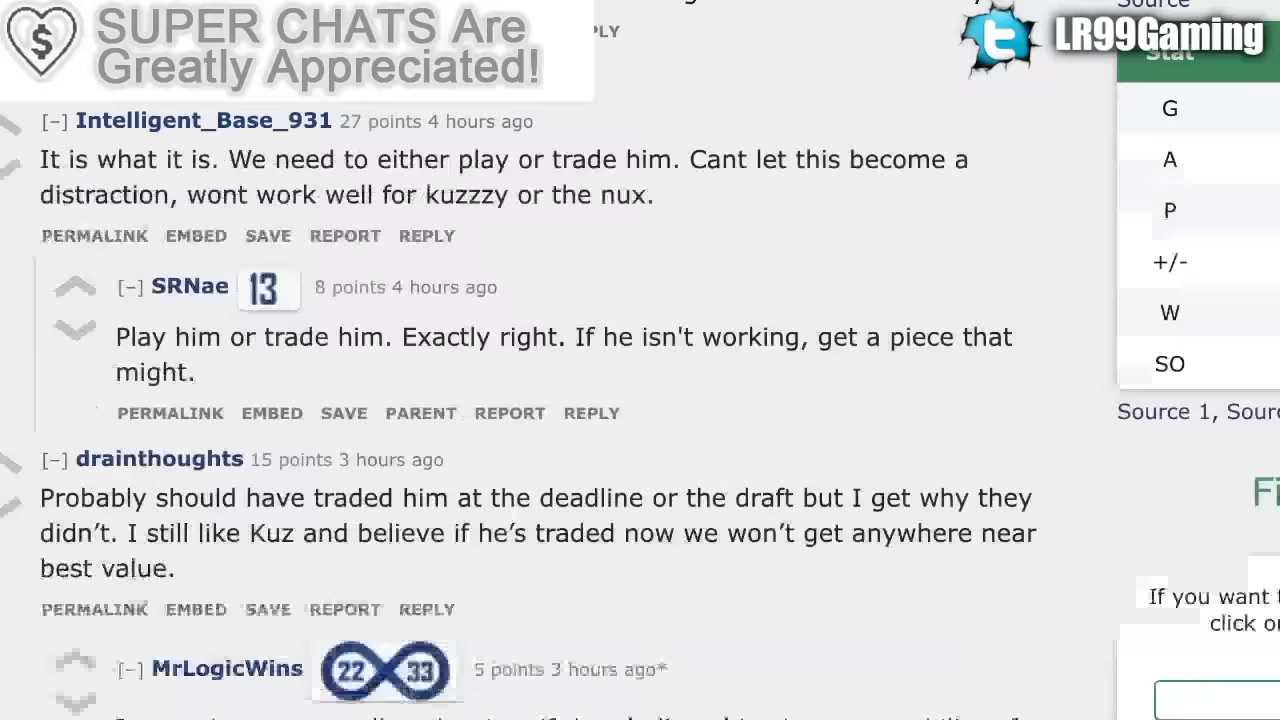 SUPER CHATS Are
Greatly Appreciated!
PLY
LR99Gaming
Source
Stat
[–] Intelligent_Base_931 27 points 4 hours ago
It is what it is. We need to either play or trade him. Cant let this become a
distraction, wont work well for kuzzzy or the nux.
PERMALINK EMBED SAVE REPORT REPLY
[–] SRNae 13 8 points 4 hours ago
Play him or trade him. Exactly right. If he isn't working, get a piece that
might.
PERMALINK EMBED SAVE PARENT REPORT REPLY
[–] drainthoughts 15 points 3 hours ago
Probably should have traded him at the deadline or the draft but I get why they
didn’t. I still like Kuz and believe if he’s traded now we won’t get anywhere near
best value.
PERMALINK EMBED SAVE REPORT REPLY
[–] MrLogicWins 22 33 5 points 3 hours ago*
G
A
P
+/-
W
SO
Source 1, Sour
Fi
If you want
click o